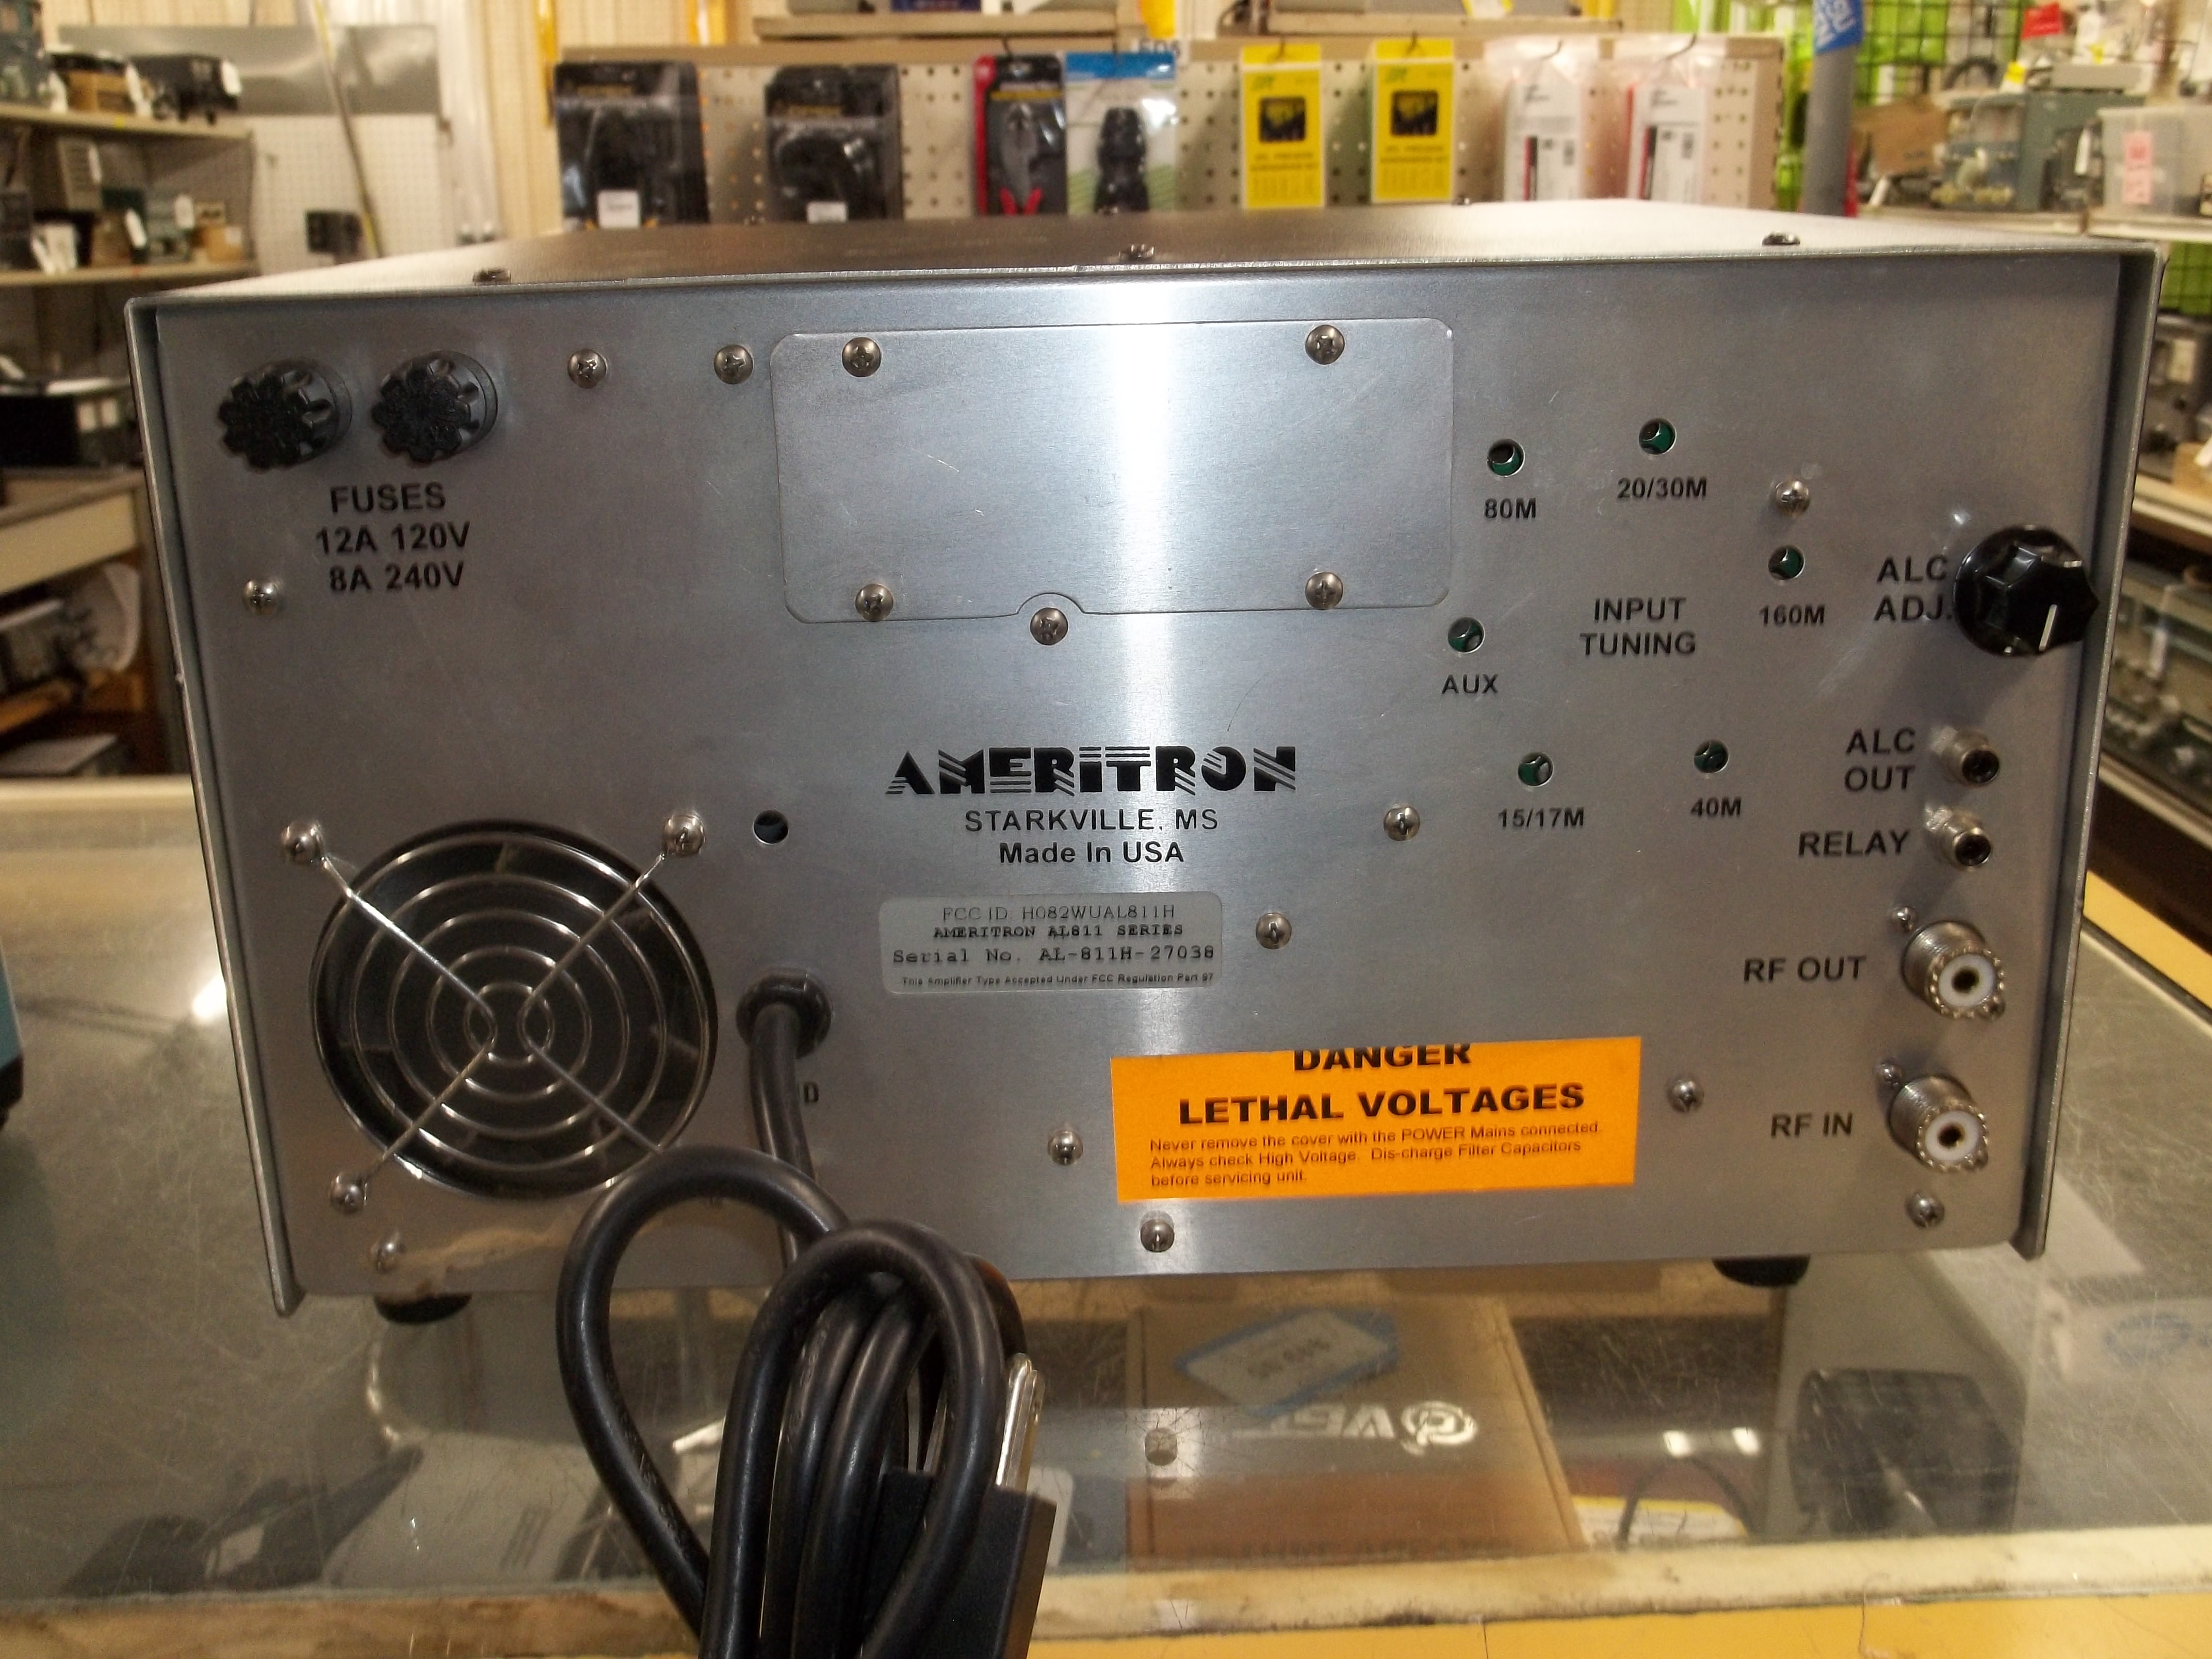 FUSES
12A 120V
8A 240V
80M
20/30M
160M
INPUT
TUNING
AUX
15/17M
40M
ALC
ADJ.
ALC
OUT
RELAY
RF OUT
RF IN
AMERITRON
STARKVILLE, MS
Made In USA
FCC ID: H082WUAL811H
AMERITRON AL811 SERIES
Serial No. AL-811H-27038
This Amplifier Type Accepted Under FCC Regulation Part 97
DANGER
LETHAL VOLTAGES
Never remove the cover with the POWER Mains connected.
Always check High Voltage. Dis-charge Filter Capacitors
before servicing unit.